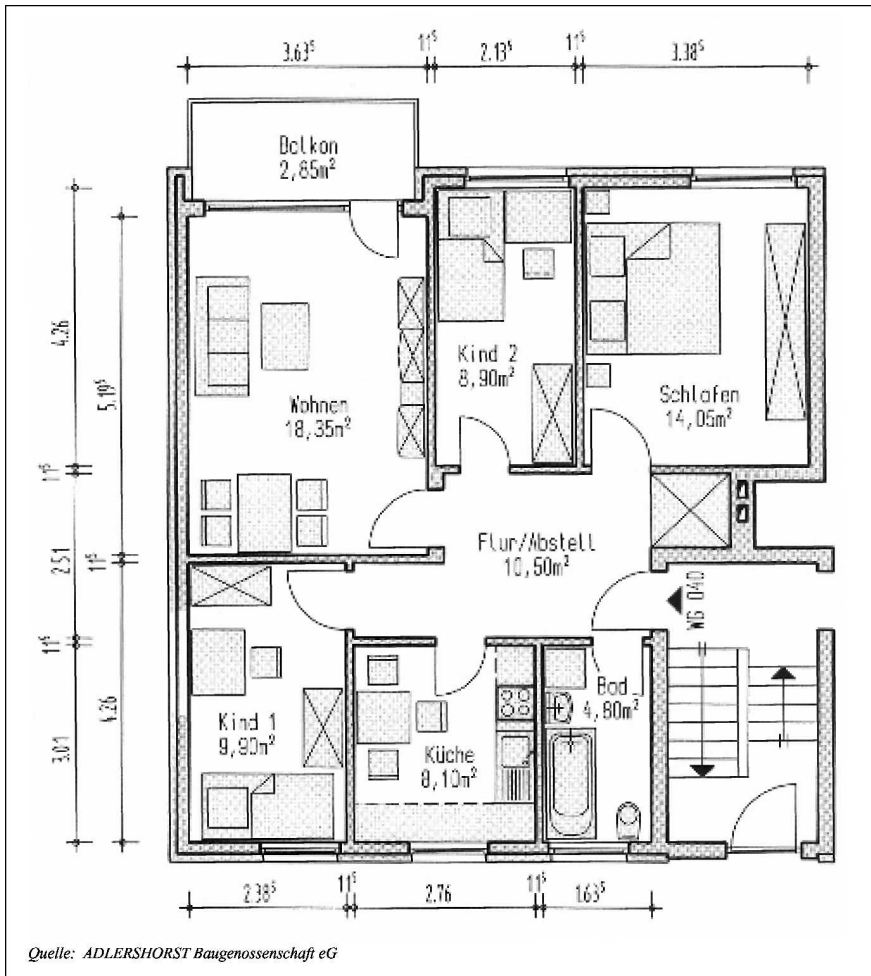 3.63⁵ 11⁵ 2.13⁵ 11⁵ 3.38⁵
Balkon
2,85m²
4.26
5.19⁵
Kind 2
8,90m²
Schlafen
14,05m²
Wohnen
18,35m²
11⁵
Flur/Abstell
10,50m²
2.51
11⁵
WG 040
11⁵
3.01
4.26
Kind 1
9,90m²
Küche
8,10m²
Bad
4,80m²
2.38⁵ 11⁵ 2.76 11⁵ 1.63⁵
Quelle: ADLERSHORST Baugenossenschaft eG